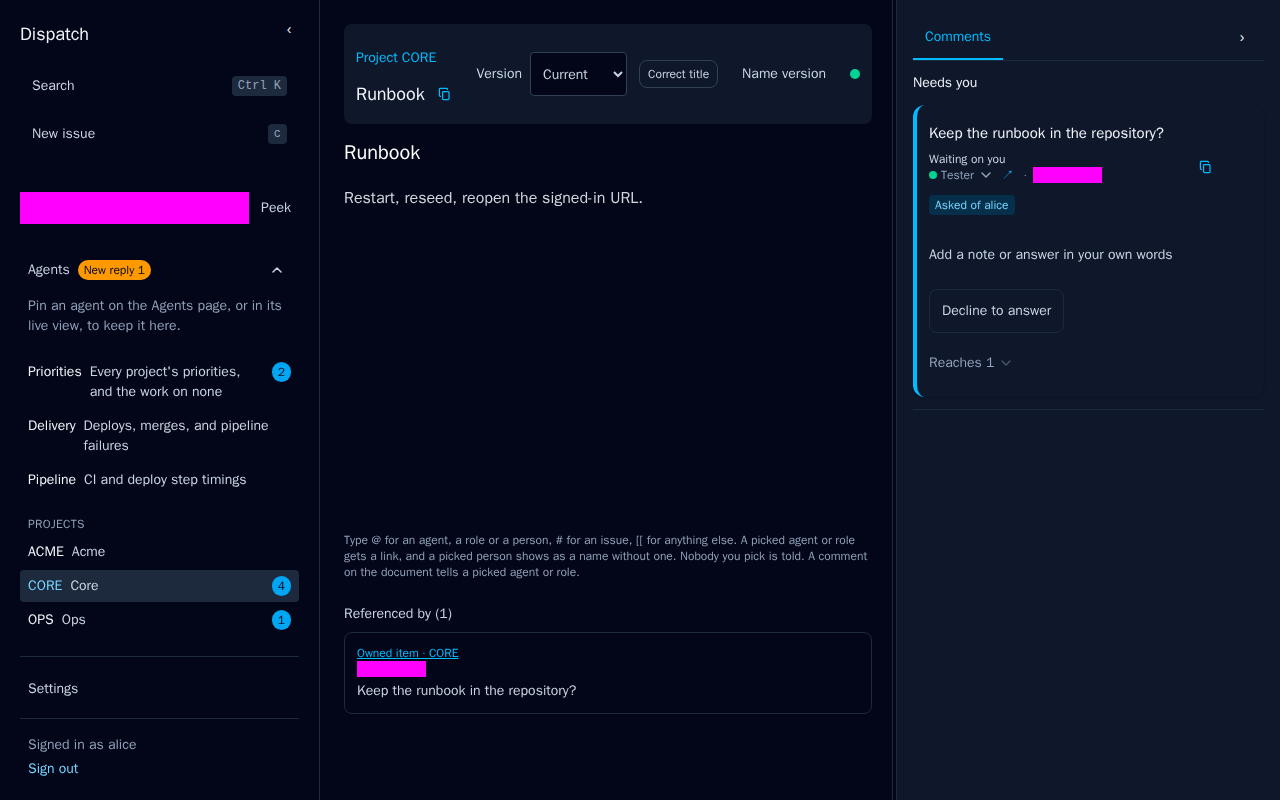 Dispatch
Search
Ctrl K
New issue
C
Peek
Agents
New reply 1
Pin an agent on the Agents page, or in its
live view, to keep it here.
Priorities
Every project's priorities,
and the work on none
2
Delivery
Deploys, merges, and pipeline
failures
Pipeline
CI and deploy step timings
PROJECTS
ACME Acme
CORE Core
4
OPS Ops
1
Settings
Signed in as alice
Sign out
Project CORE
Runbook
Version
Current
Correct title
Name version
Runbook
Restart, reseed, reopen the signed-in URL.
Type @ for an agent, a role or a person, # for an issue, [[ for anything else. A picked agent or role
gets a link, and a picked person shows as a name without one. Nobody you pick is told. A comment
on the document tells a picked agent or role.
Referenced by (1)
Owned item · CORE
Keep the runbook in the repository?
Comments
Needs you
Keep the runbook in the repository?
Waiting on you
Tester
Asked of alice
Add a note or answer in your own words
Decline to answer
Reaches 1